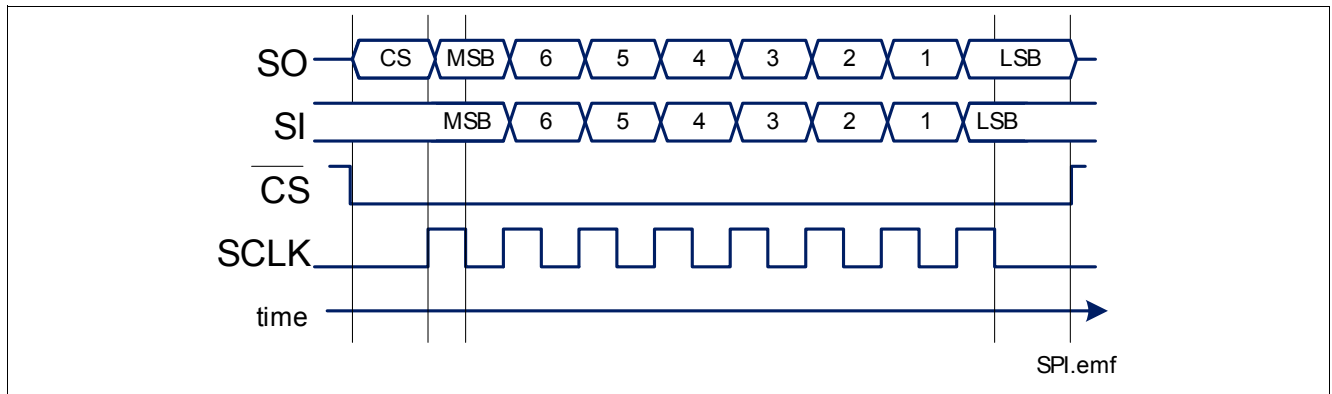 SO CS MSB 6 5 4 3 2 1 LSB
SI MSB 6 5 4 3 2 1 LSB
CS
SCLK
time
SPI.emf